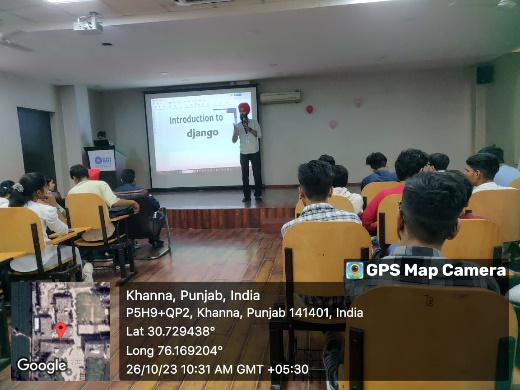 Introduction to
django
GPS Map Camera
Khanna, Punjab, India
P5H9+QP2, Khanna, Punjab 141401, India
Lat 30.729438°
Long 76.169204°
26/10/23 10:31 AM GMT +05:30
Google